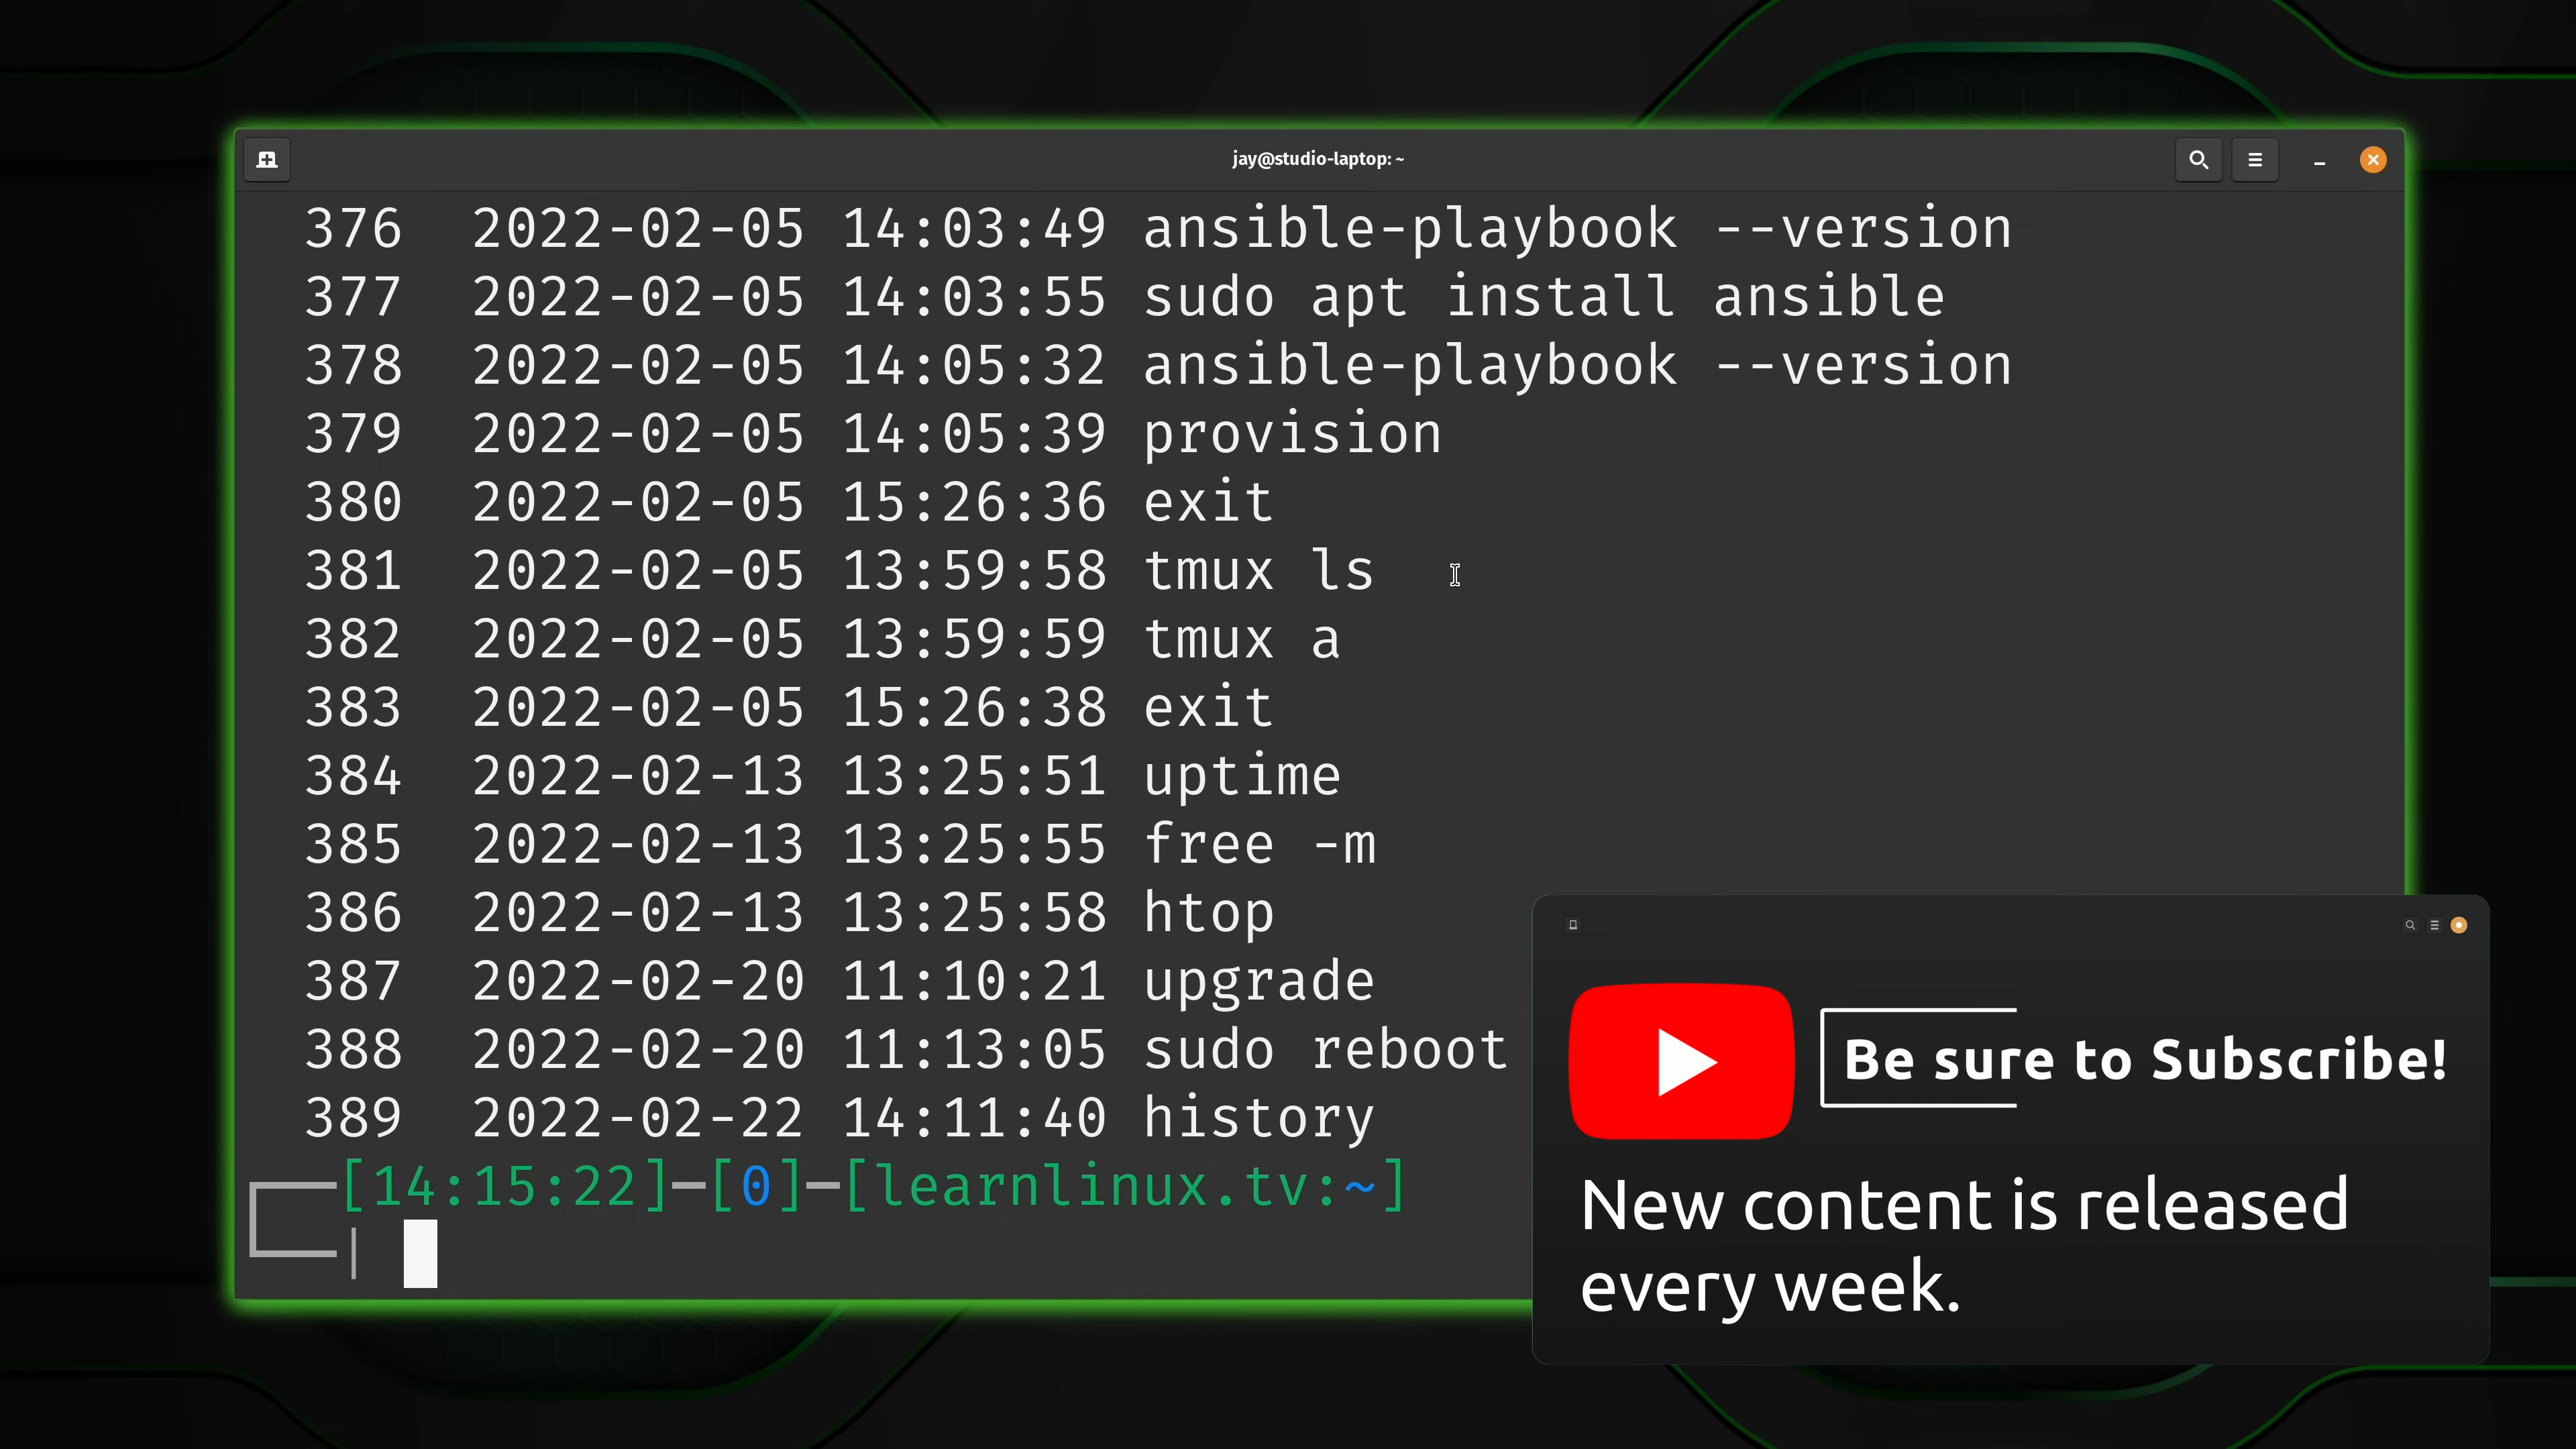 jay@studio-laptop: ~
376  2022-02-05 14:03:49 ansible-playbook --version
377  2022-02-05 14:03:55 sudo apt install ansible
378  2022-02-05 14:05:32 ansible-playbook --version
379  2022-02-05 14:05:39 provision
380  2022-02-05 15:26:36 exit
381  2022-02-05 13:59:58 tmux ls
382  2022-02-05 13:59:59 tmux a
383  2022-02-05 15:26:38 exit
384  2022-02-13 13:25:51 uptime
385  2022-02-13 13:25:55 free -m
386  2022-02-13 13:25:58 htop
387  2022-02-20 11:10:21 upgrade
388  2022-02-20 11:13:05 sudo reboot
389  2022-02-22 14:11:40 history
[14:15:22]─[0]─[learnlinux.tv:~]
Be sure to Subscribe!
New content is released
every week.